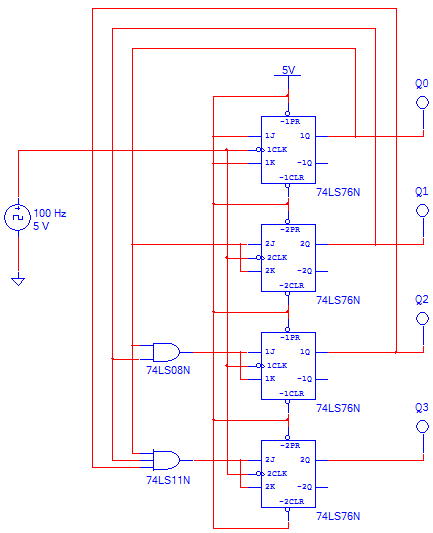 5V
Q0
-1PR
1J 1Q
1CLK
1K -1Q
-1CLR
74LS76N
100 Hz
5 V
Q1
-2PR
2J 2Q
2CLK
2K -2Q
-2CLR
74LS76N
Q2
-1PR
1J 1Q
1CLK
1K -1Q
-1CLR
74LS08N
74LS76N
Q3
-2PR
2J 2Q
2CLK
2K -2Q
-2CLR
74LS11N
74LS76N